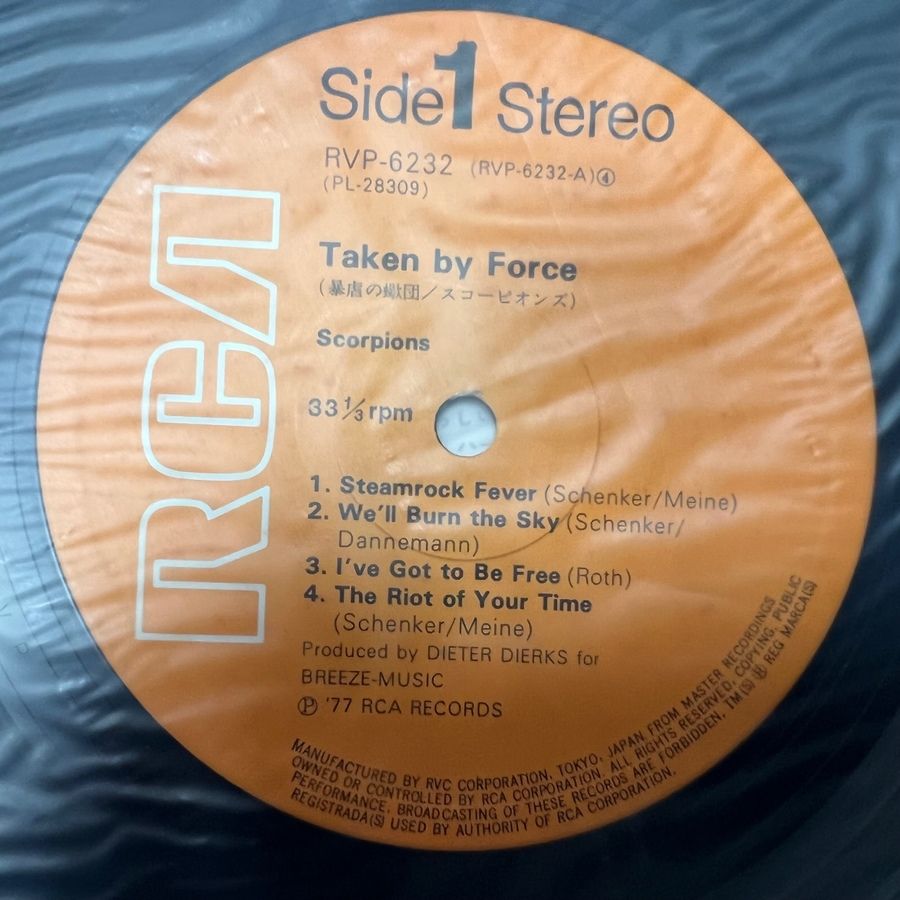 Side 1 Stereo
RVP-6232 (RVP-6232-A)④
(PL-28309)
Taken by Force
(暴虐の蠍団/スコーピオンズ)
Scorpions
33 1/3 rpm
1. Steamrock Fever (Schenker/Meine)
2. We'll Burn the Sky (Schenker/
Dannemann)
3. I've Got to Be Free (Roth)
4. The Riot of Your Time
(Schenker/Meine)
Produced by DIETER DIERKS for
BREEZE-MUSIC
Ⓟ '77 RCA RECORDS
RCA
MANUFACTURED BY RVC CORPORATION, TOKYO, JAPAN FROM MASTER RECORDINGS
OWNED OR CONTROLLED BY RCA CORPORATION, ALL RIGHTS RESERVED, COPYING, PUBLIC
PERFORMANCE, BROADCASTING OF THESE RECORDS ARE FORBIDDEN, TM(S) ® REG MARCA(S)
REGISTRADA(S) USED BY AUTHORITY OF RCA CORPORATION.